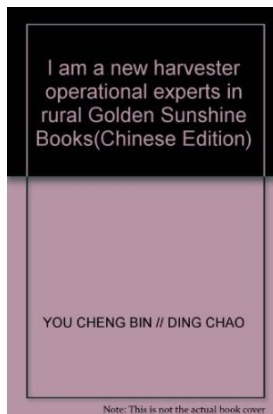 I am a new harvester
operational experts in
rural Golden Sunshine
Books(Chinese Edition)
YOU CHENG BIN // DING CHAO
Note: This is not the actual book cover